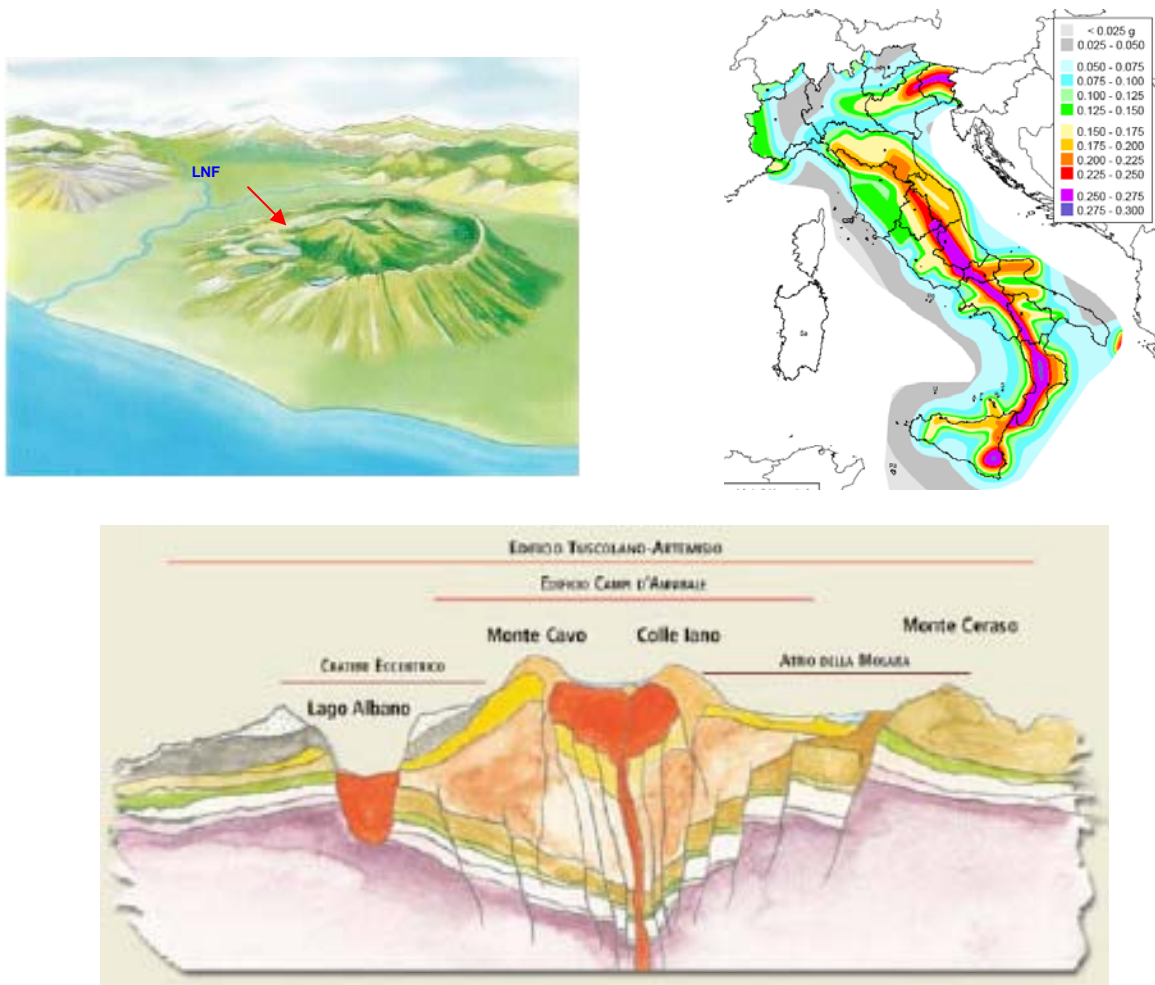 LNF
< 0.025 g
0.025 - 0.050
0.050 - 0.075
0.075 - 0.100
0.100 - 0.125
0.125 - 0.150
0.150 - 0.175
0.175 - 0.200
0.200 - 0.225
0.225 - 0.250
0.250 - 0.275
0.275 - 0.300
EDIFICIO TUSCOLANO-ARTEMISIO
EDIFICIO CAMPI D'ANNIBALE
Monte Cavo
Colle Iano
Monte Ceraso
CRATERE ECCENTRICO
ATRIO DELLA MOLARA
Lago Albano